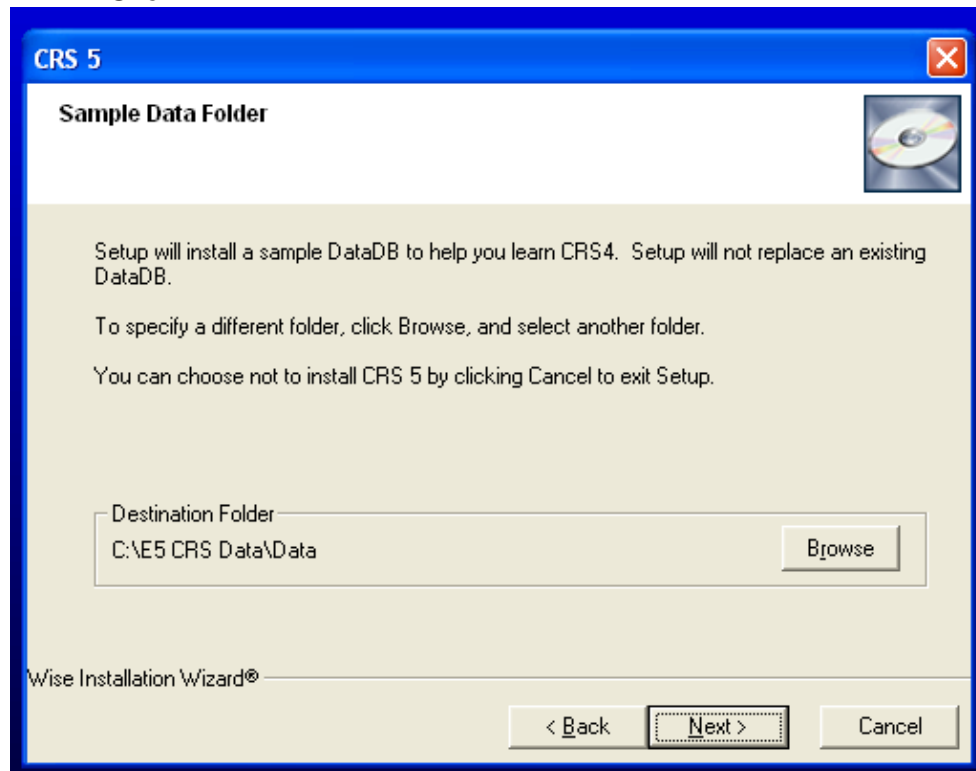 CRS 5
Sample Data Folder
Setup will install a sample DataDB to help you learn CRS4. Setup will not replace an existing
DataDB.
To specify a different folder, click Browse, and select another folder.
You can choose not to install CRS 5 by clicking Cancel to exit Setup.
Destination Folder
C:\E5 CRS Data\Data
Browse
Wise Installation Wizard®
< Back
Next >
Cancel